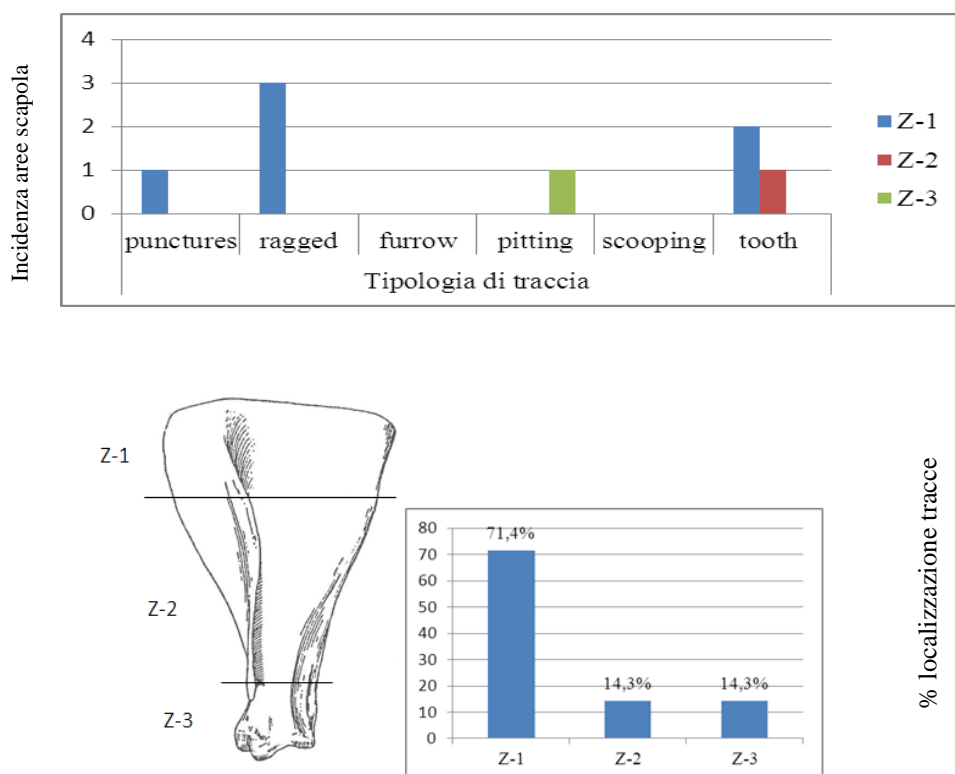 Incidenza aree scapola
4
3
2
1
0
punctures ragged furrow pitting scooping tooth
Tipologia di traccia
Z-1
Z-2
Z-3
Z-1
Z-2
Z-3
% localizzazione tracce
80
70
60
50
40
30
20
10
0
71,4%
14,3%
14,3%
Z-1 Z-2 Z-3